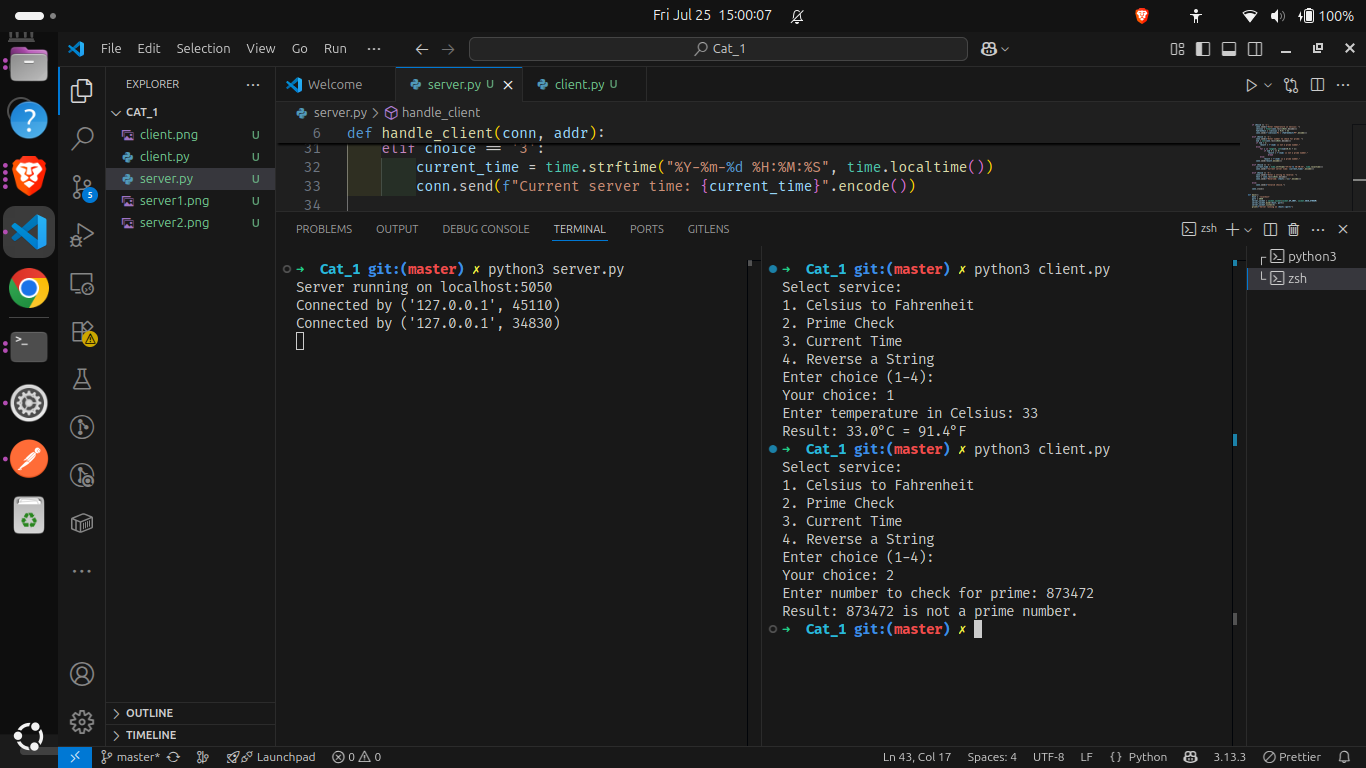 Fri Jul 25 15:00:07
100%
File Edit Selection View Go Run ···
Cat_1
EXPLORER
Welcome
server.py U
client.py U
CAT_1
client.png U
client.py U
server.py U
server1.png U
server2.png U
server.py > handle_client
6 def handle_client(conn, addr):
31 elif choice == '3':
32 current_time = time.strftime("%Y-%m-%d %H:%M:%S", time.localtime())
33 conn.send(f"Current server time: {current_time}".encode())
34
5
PROBLEMS OUTPUT DEBUG CONSOLE TERMINAL PORTS GITLENS
zsh
➜ Cat_1 git:(master) ✗ python3 server.py
Server running on localhost:5050
Connected by ('127.0.0.1', 45110)
Connected by ('127.0.0.1', 34830)
➜ Cat_1 git:(master) ✗ python3 client.py
Select service:
1. Celsius to Fahrenheit
2. Prime Check
3. Current Time
4. Reverse a String
Enter choice (1-4):
Your choice: 1
Enter temperature in Celsius: 33
Result: 33.0°C = 91.4°F
➜ Cat_1 git:(master) ✗ python3 client.py
Select service:
1. Celsius to Fahrenheit
2. Prime Check
3. Current Time
4. Reverse a String
Enter choice (1-4):
Your choice: 2
Enter number to check for prime: 873472
Result: 873472 is not a prime number.
➜ Cat_1 git:(master) ✗
python3
zsh
OUTLINE
TIMELINE
master* Launchpad 0 0 Ln 43, Col 17 Spaces: 4 UTF-8 LF {} Python 3.13.3 Prettier